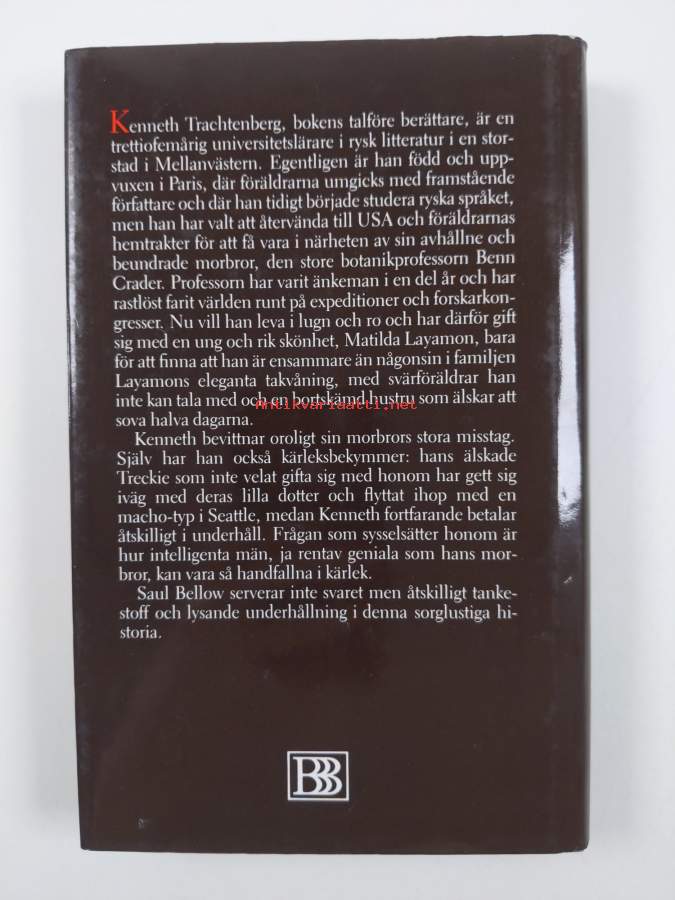 Kenneth Trachtenberg, bokens talföre berättare, är en
trettiofemårig universitetslärare i rysk litteratur i en stor-
stad i Mellanvästern. Egentligen är han född och upp-
vuxen i Paris, där föräldrarna umgicks med framstående
författare och där han tidigt började studera ryska språket,
men han har valt att återvända till USA och föräldrarnas
hemtrakter för att få vara i närheten av sin avhållne och
beundrade morbror, den store botanikprofessorn Benn
Crader. Professorn har varit änkeman i en del år och har
rastlöst farit världen runt på expeditioner och forskarkon-
gresser. Nu vill han leva i lugn och ro och har därför gift
sig med en ung och rik skönhet, Matilda Layamon, bara
för att finna att han är ensammare än någonsin i familjen
Layamons eleganta takvåning, med svärföräldrar han
inte kan tala med och en bortskämd hustru som älskar att
Antikvariaatti.net
sova halva dagarna.
Kenneth bevittnar oroligt sin morbrors stora misstag.
Själv har han också kärleksbekymmer: hans älskade
Treckie som inte velat gifta sig med honom har gett sig
iväg med deras lilla dotter och flyttat ihop med en
macho-typ i Seattle, medan Kenneth fortfarande betalar
åtskilligt i underhåll. Frågan som sysselsätter honom är
hur intelligenta män, ja rentav geniala som hans mor-
bror, kan vara så handfallna i kärlek.
Saul Bellow serverar inte svaret men åtskilligt tanke-
stoff och lysande underhållning i denna sorglustiga hi-
storia.
BBB